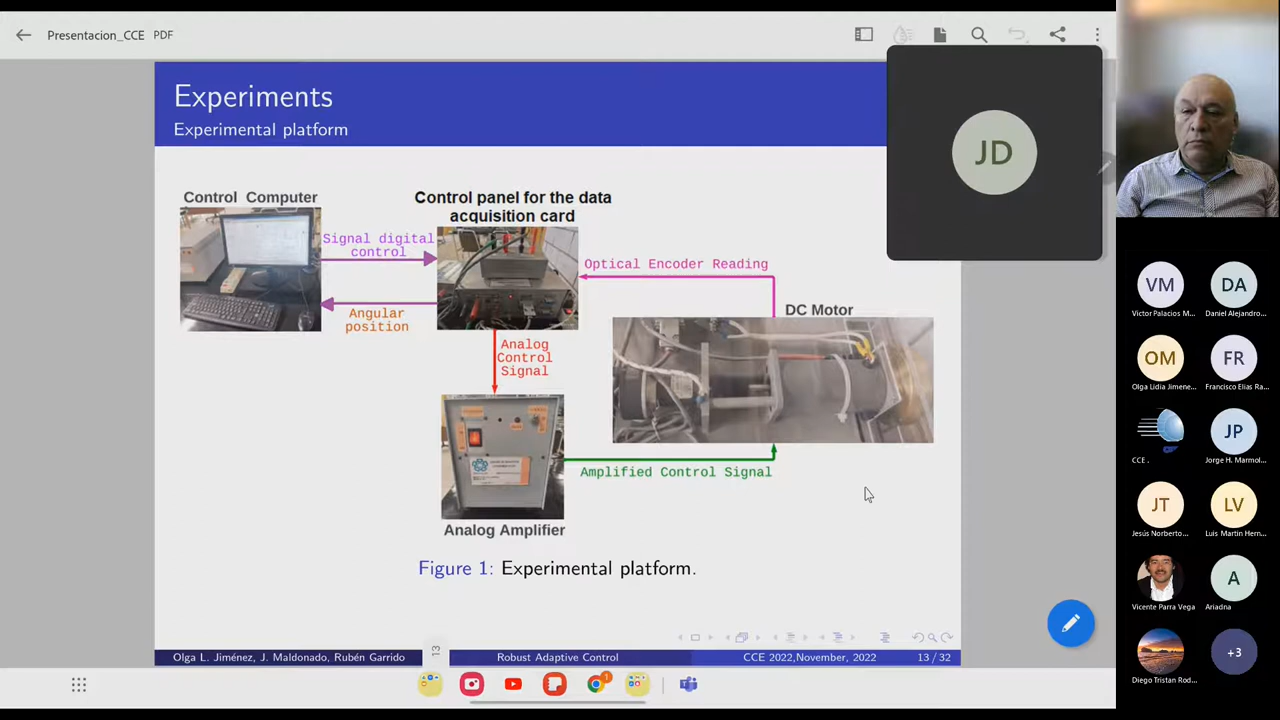 Presentacion_CCE PDF
Experiments
Experimental platform
JD
Control Computer
Control panel for the data
acquisition card
Signal digital
control
Optical Encoder Reading
Angular
position
DC Motor
Analog
Control
Signal
Amplified Control Signal
Analog Amplifier
Figure 1: Experimental platform.
Olga L. Jiménez, J. Maldonado, Rubén Garrido
13
Robust Adaptive Control
CCE 2022,November, 2022
13 / 32
VM
Victor Palacios M...
DA
Daniel Alejandro...
OM
Olga Lidia Jimene...
FR
Francisco Elias Ra...
CCE .
JP
Jorge H. Marmol...
JT
Jesús Norberto...
LV
Luis Martin Hern...
Vicente Parra Vega
A
Ariadna
Diego Tristan Rod...
+3